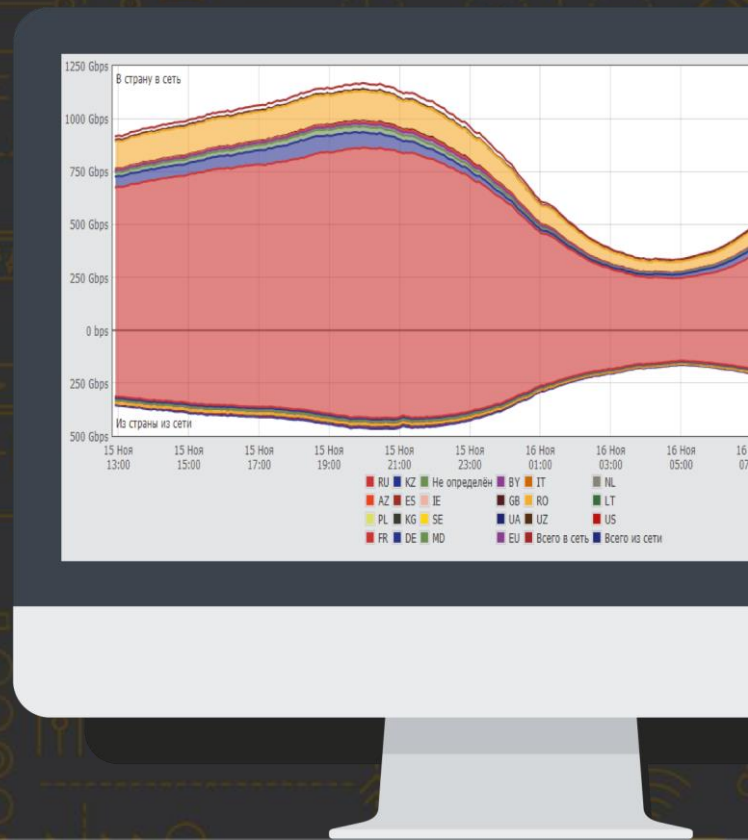 1250 Gbps
В страну в сеть
1000 Gbps
750 Gbps
500 Gbps
250 Gbps
0 bps
250 Gbps
Из страны из сети
500 Gbps
15 Ноя 15 Ноя 15 Ноя 15 Ноя 15 Ноя 15 Ноя 16 Ноя 16 Ноя 16 Ноя 16
13:00 15:00 17:00 19:00 21:00 23:00 01:00 03:00 05:00 07
RU KZ Не определён BY IT NL
AZ ES IE GB RO LT
PL KG SE UA UZ US
FR DE MD EU Всего в сеть Всего из сети